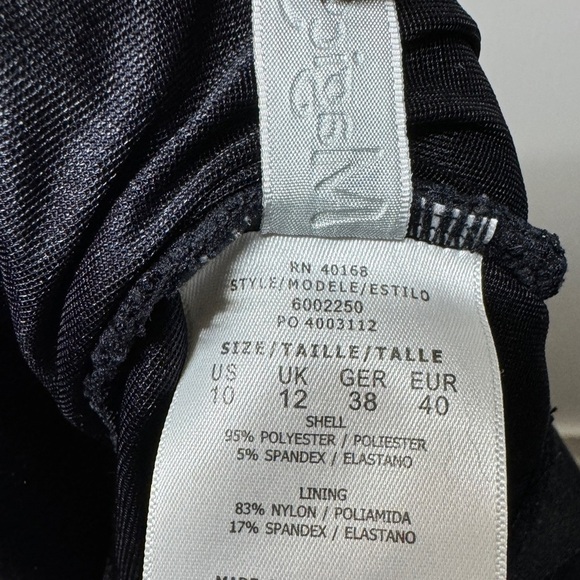 RN 40168
STYLE/MODELE/ESTILO
6002250
PO 4003112
SIZE/TAILLE/TALLE
US UK GER EUR
10 12 38 40
SHELL
95% POLYESTER / POLIESTER
5% SPANDEX / ELASTANO
LINING
83% NYLON / POLIAMIDA
17% SPANDEX / ELASTANO